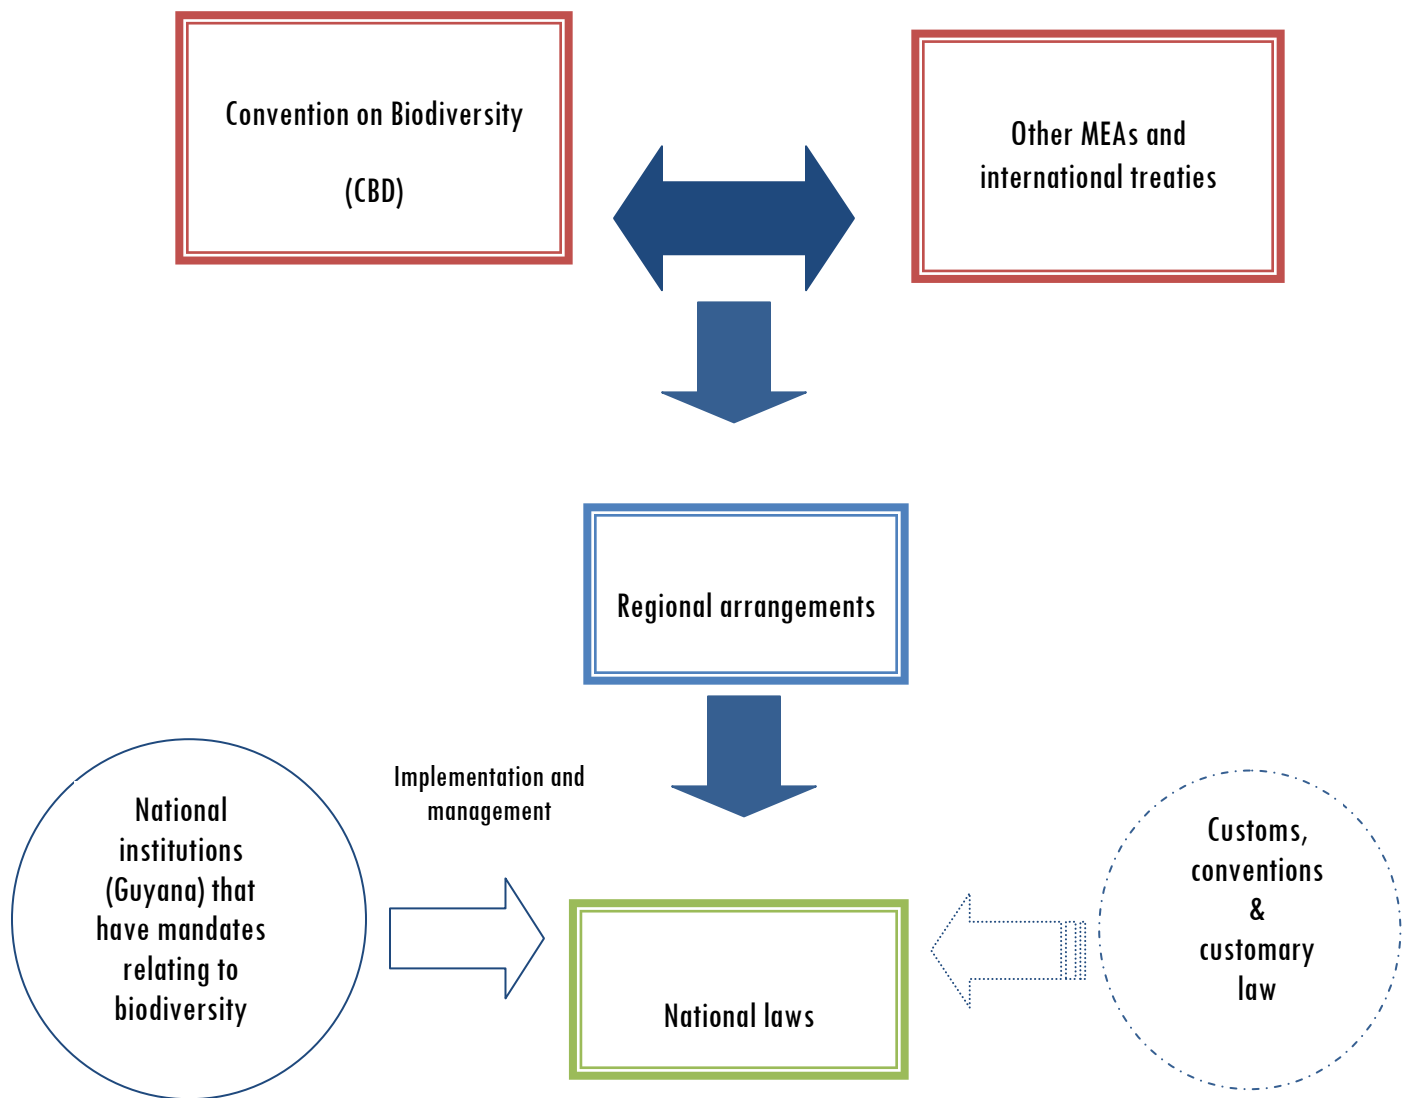 Convention on Biodiversity
(CBD)
Other MEAs and
international treaties
Regional arrangements
Implementation and
management
National
institutions
(Guyana) that
have mandates
relating to
biodiversity
National laws
Customs,
conventions
&
customary
law